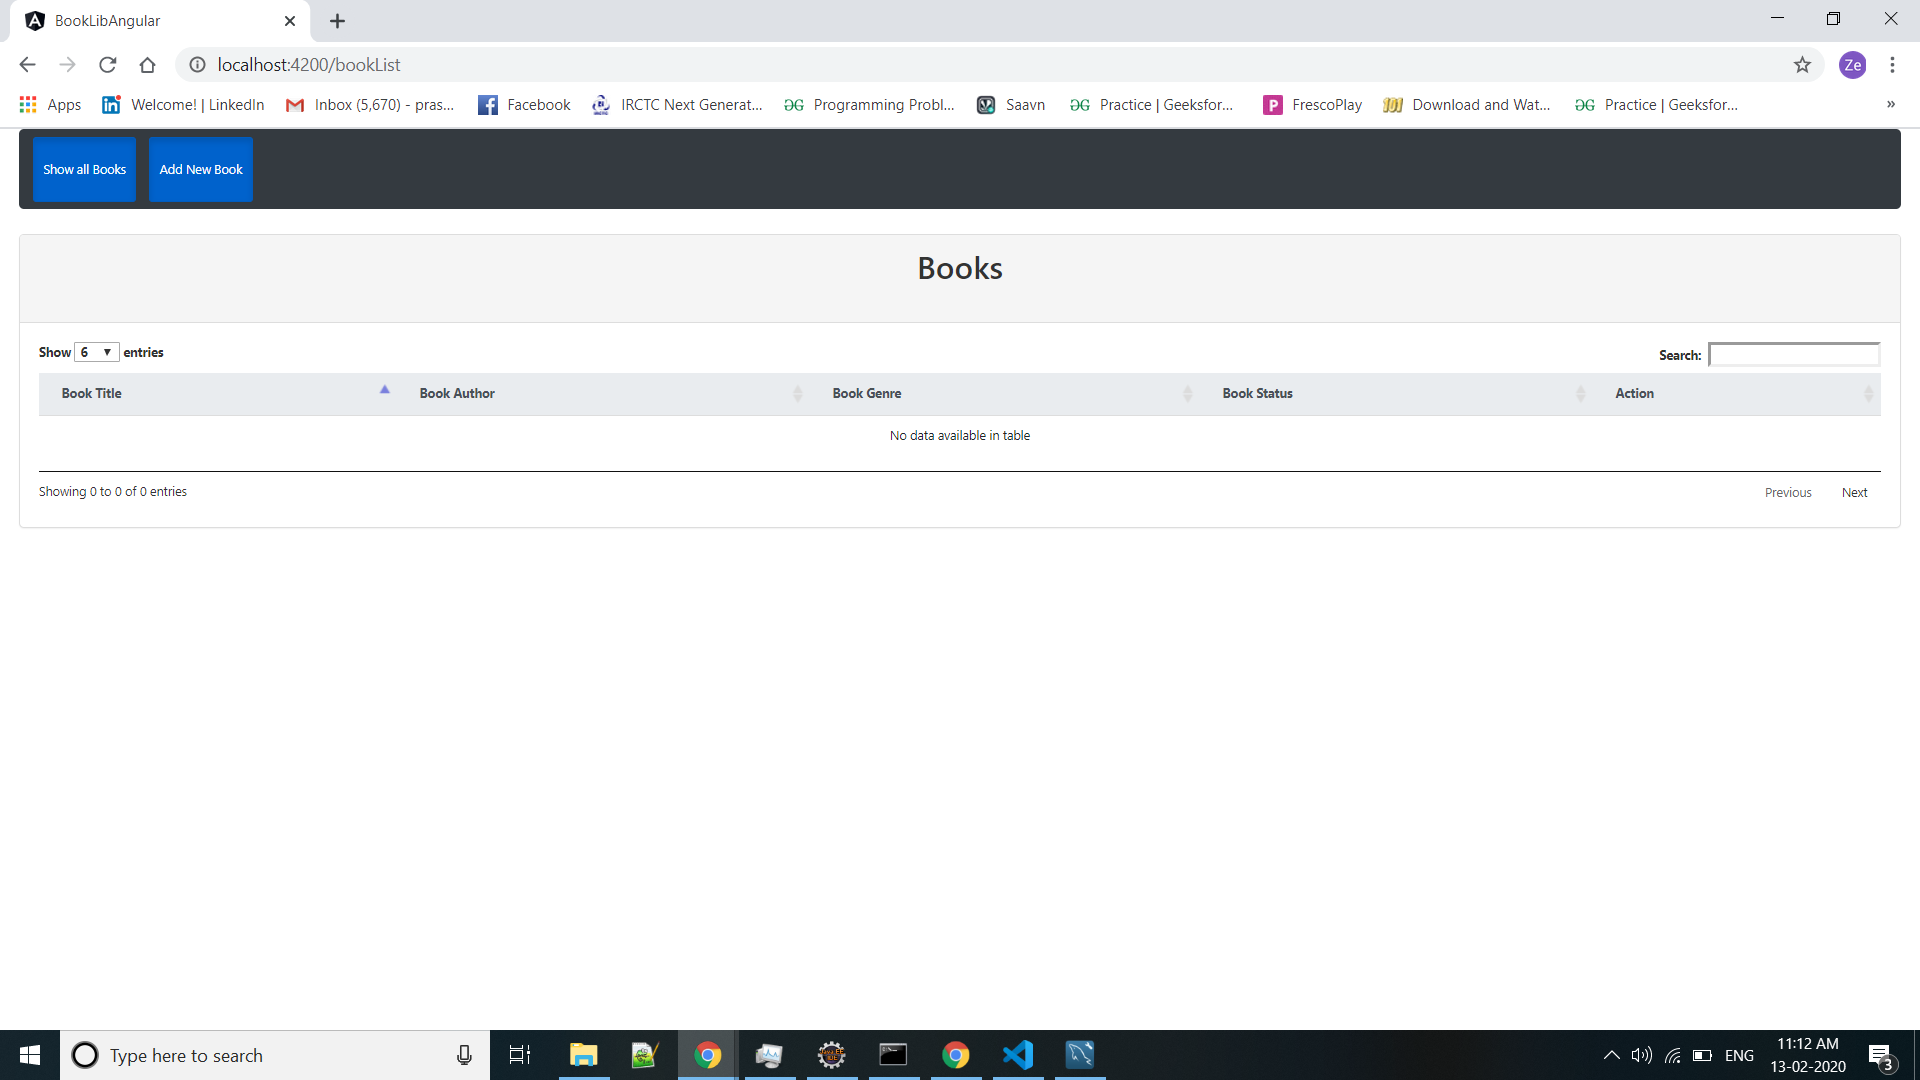 BookLibAngular
localhost:4200/bookList
Ze
Apps
Welcome! | LinkedIn
Inbox (5,670) - pras...
Facebook
IRCTC Next Generat...
Programming Probl...
Saavn
Practice | Geeksfor...
FrescoPlay
Download and Wat...
Practice | Geeksfor...
»
Show all Books
Add New Book
Books
Show 6 entries
Search:
Book Title
Book Author
Book Genre
Book Status
Action
No data available in table
Showing 0 to 0 of 0 entries
Previous
Next
Type here to search
ENG
11:12 AM
13-02-2020
3